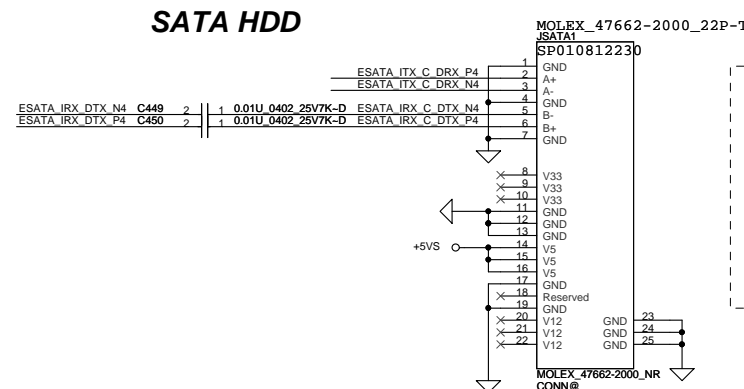 SATA HDD
MOLEX_47662-2000_22P-T
JSATA1
SP010812230
1 GND
ESATA_ITX_C_DRX_P4 2 A+
ESATA_ITX_C_DRX_N4 3 A-
4 GND
ESATA_IRX_DTX_N4 C449 2 1 0.01U_0402_25V7K~D ESATA_IRX_C_DTX_N4 5 B-
ESATA_IRX_DTX_P4 C450 2 1 0.01U_0402_25V7K~D ESATA_IRX_C_DTX_P4 6 B+
7 GND
8 V33
9 V33
10 V33
11 GND
12 GND
13 GND
+5VS 14 V5
15 V5
16 V5
17 GND
18 Reserved
19 GND
20 V12 GND 23
21 V12 GND 24
22 V12 GND 25
MOLEX_47662-2000_NR
CONN@